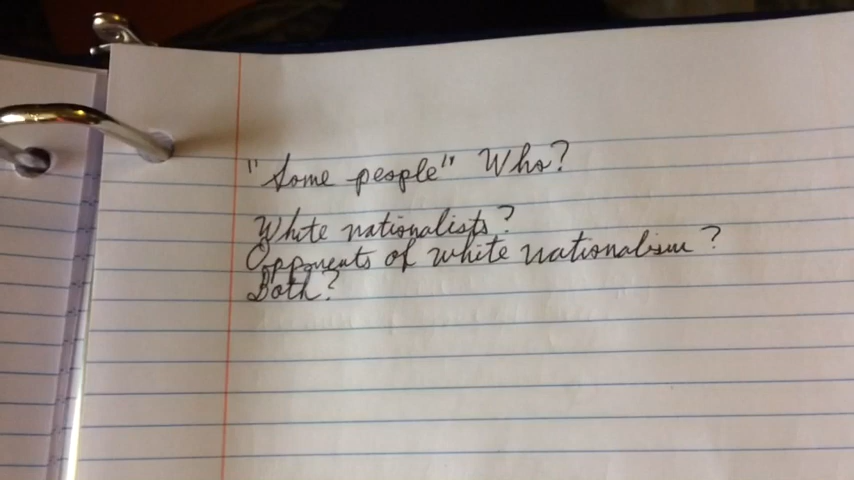 "Some people" Who?
White nationalists?
Opponents of white nationalism?
Both?